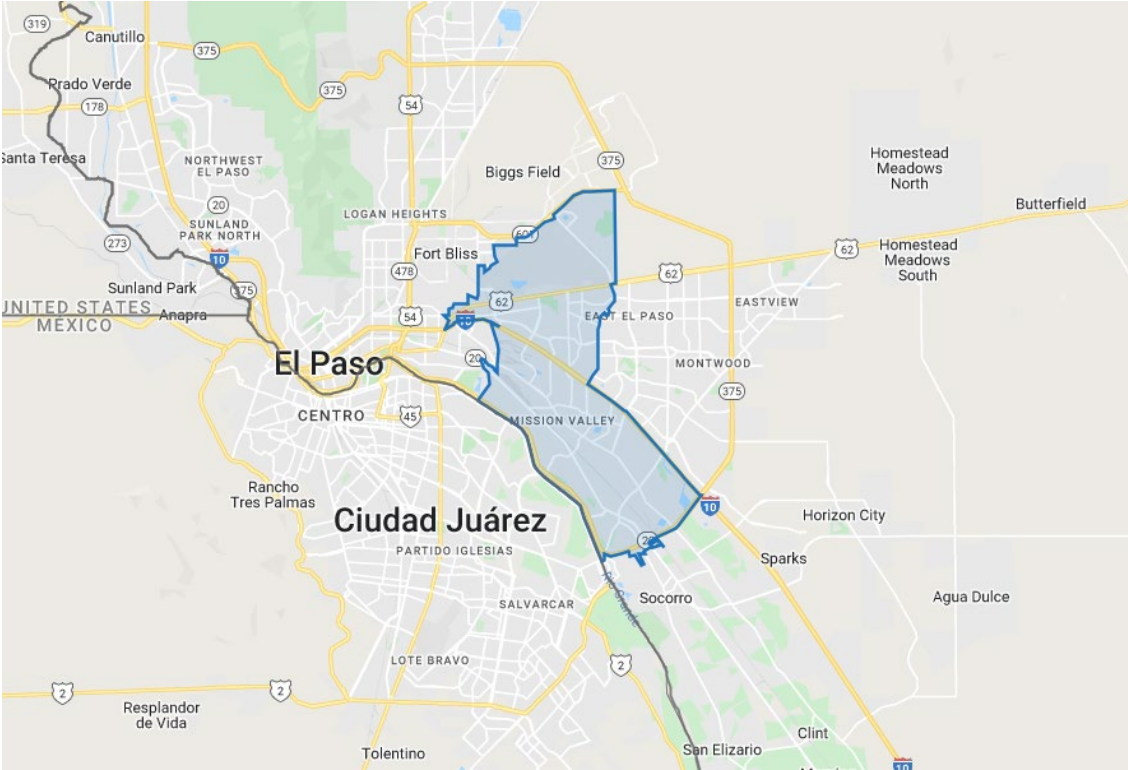 319
Canutillo
375
375
54
Prado Verde
178
Santa Teresa
NORTHWEST
EL PASO
Biggs Field
375
Homestead
Meadows
North
Butterfield
20
LOGAN HEIGHTS
SUNLAND
PARK NORTH
273
10
Fort Bliss
601
62
Homestead
Meadows
South
478
62
Sunland Park
375
UNITED STATES
MÉXICO
Anapra
54
10
62
EAST EL PASO
EASTVIEW
El Paso
20
MONTWOOD
375
CENTRO
45
MISSION VALLEY
Rancho
Tres Palmas
Ciudad Juárez
PARTIDO IGLESIAS
10
Horizon City
20
Sparks
SALVARCAR
Rio Grande
Socorro
Agua Dulce
LOTE BRAVO
2
2
2
Resplandor
de Vida
Tolentino
San Elizario
Clint
10